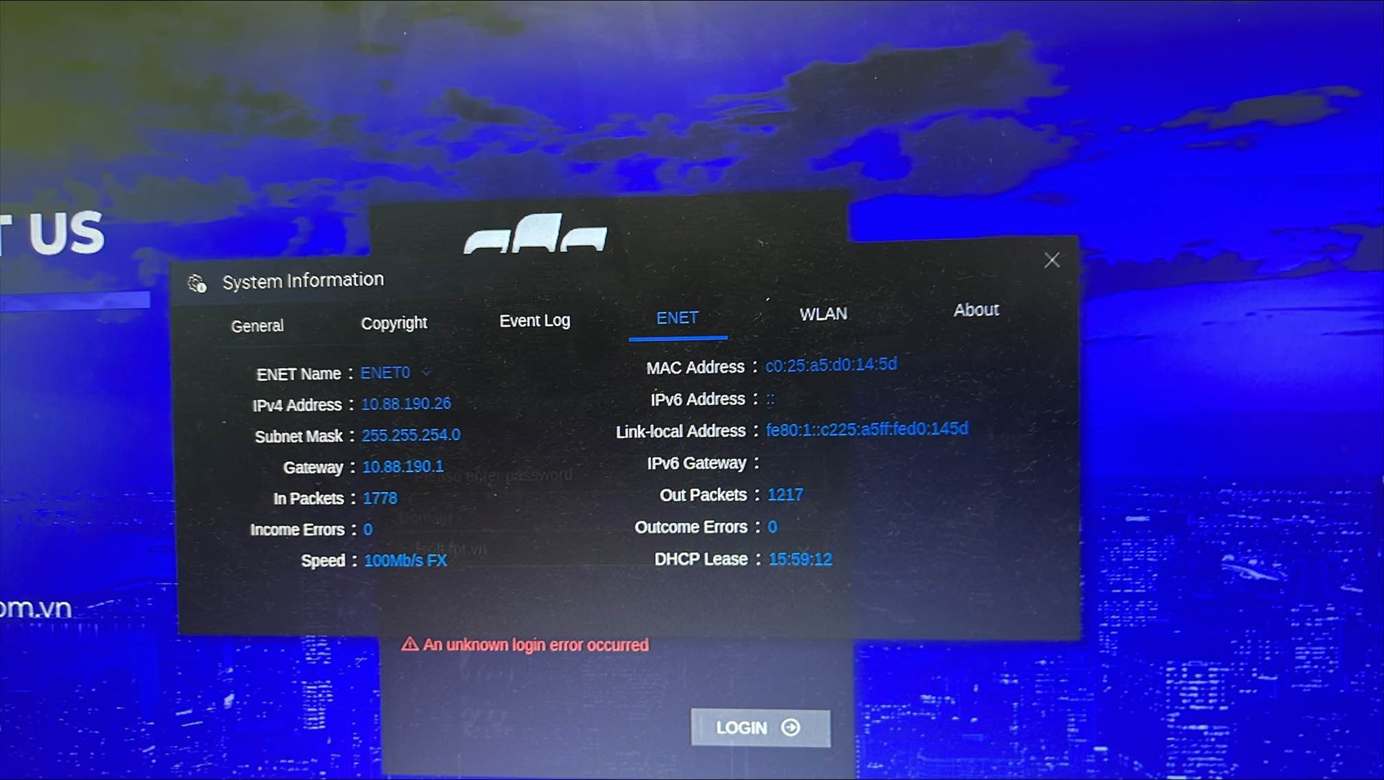 T US
System Information
General
Copyright
Event Log
ENET
WLAN
About
ENET Name : ENET0
IPv4 Address : 10.88.190.26
Subnet Mask : 255.255.254.0
Gateway : 10.88.190.1
In Packets : 1778
Income Errors : 0
Speed : 100Mb/s FX
MAC Address : c0:25:a5:d0:14:5d
IPv6 Address : ::
Link-local Address : fe80:1::c225:a5ff:fed0:145d
IPv6 Gateway :
Out Packets : 1217
Outcome Errors : 0
DHCP Lease : 15:59:12
Please enter password
Domain
om.vn
An unknown login error occurred
LOGIN